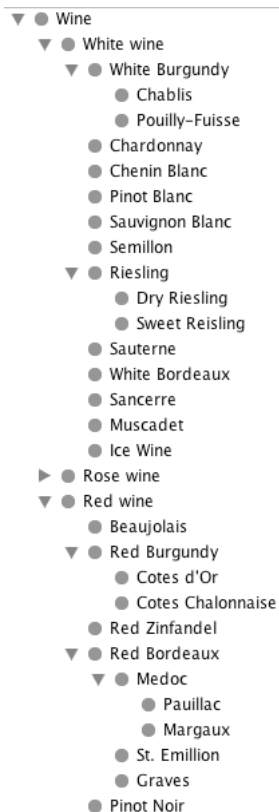 Wine
White wine
White Burgundy
Chablis
Pouilly-Fuisse
Chardonnay
Chenin Blanc
Pinot Blanc
Sauvignon Blanc
Semillon
Riesling
Dry Riesling
Sweet Reisling
Sauterne
White Bordeaux
Sancerre
Muscadet
Ice Wine
Rose wine
Red wine
Beaujolais
Red Burgundy
Cotes d'Or
Cotes Chalonnaise
Red Zinfandel
Red Bordeaux
Medoc
Pauillac
Margaux
St. Emillion
Graves
Pinot Noir